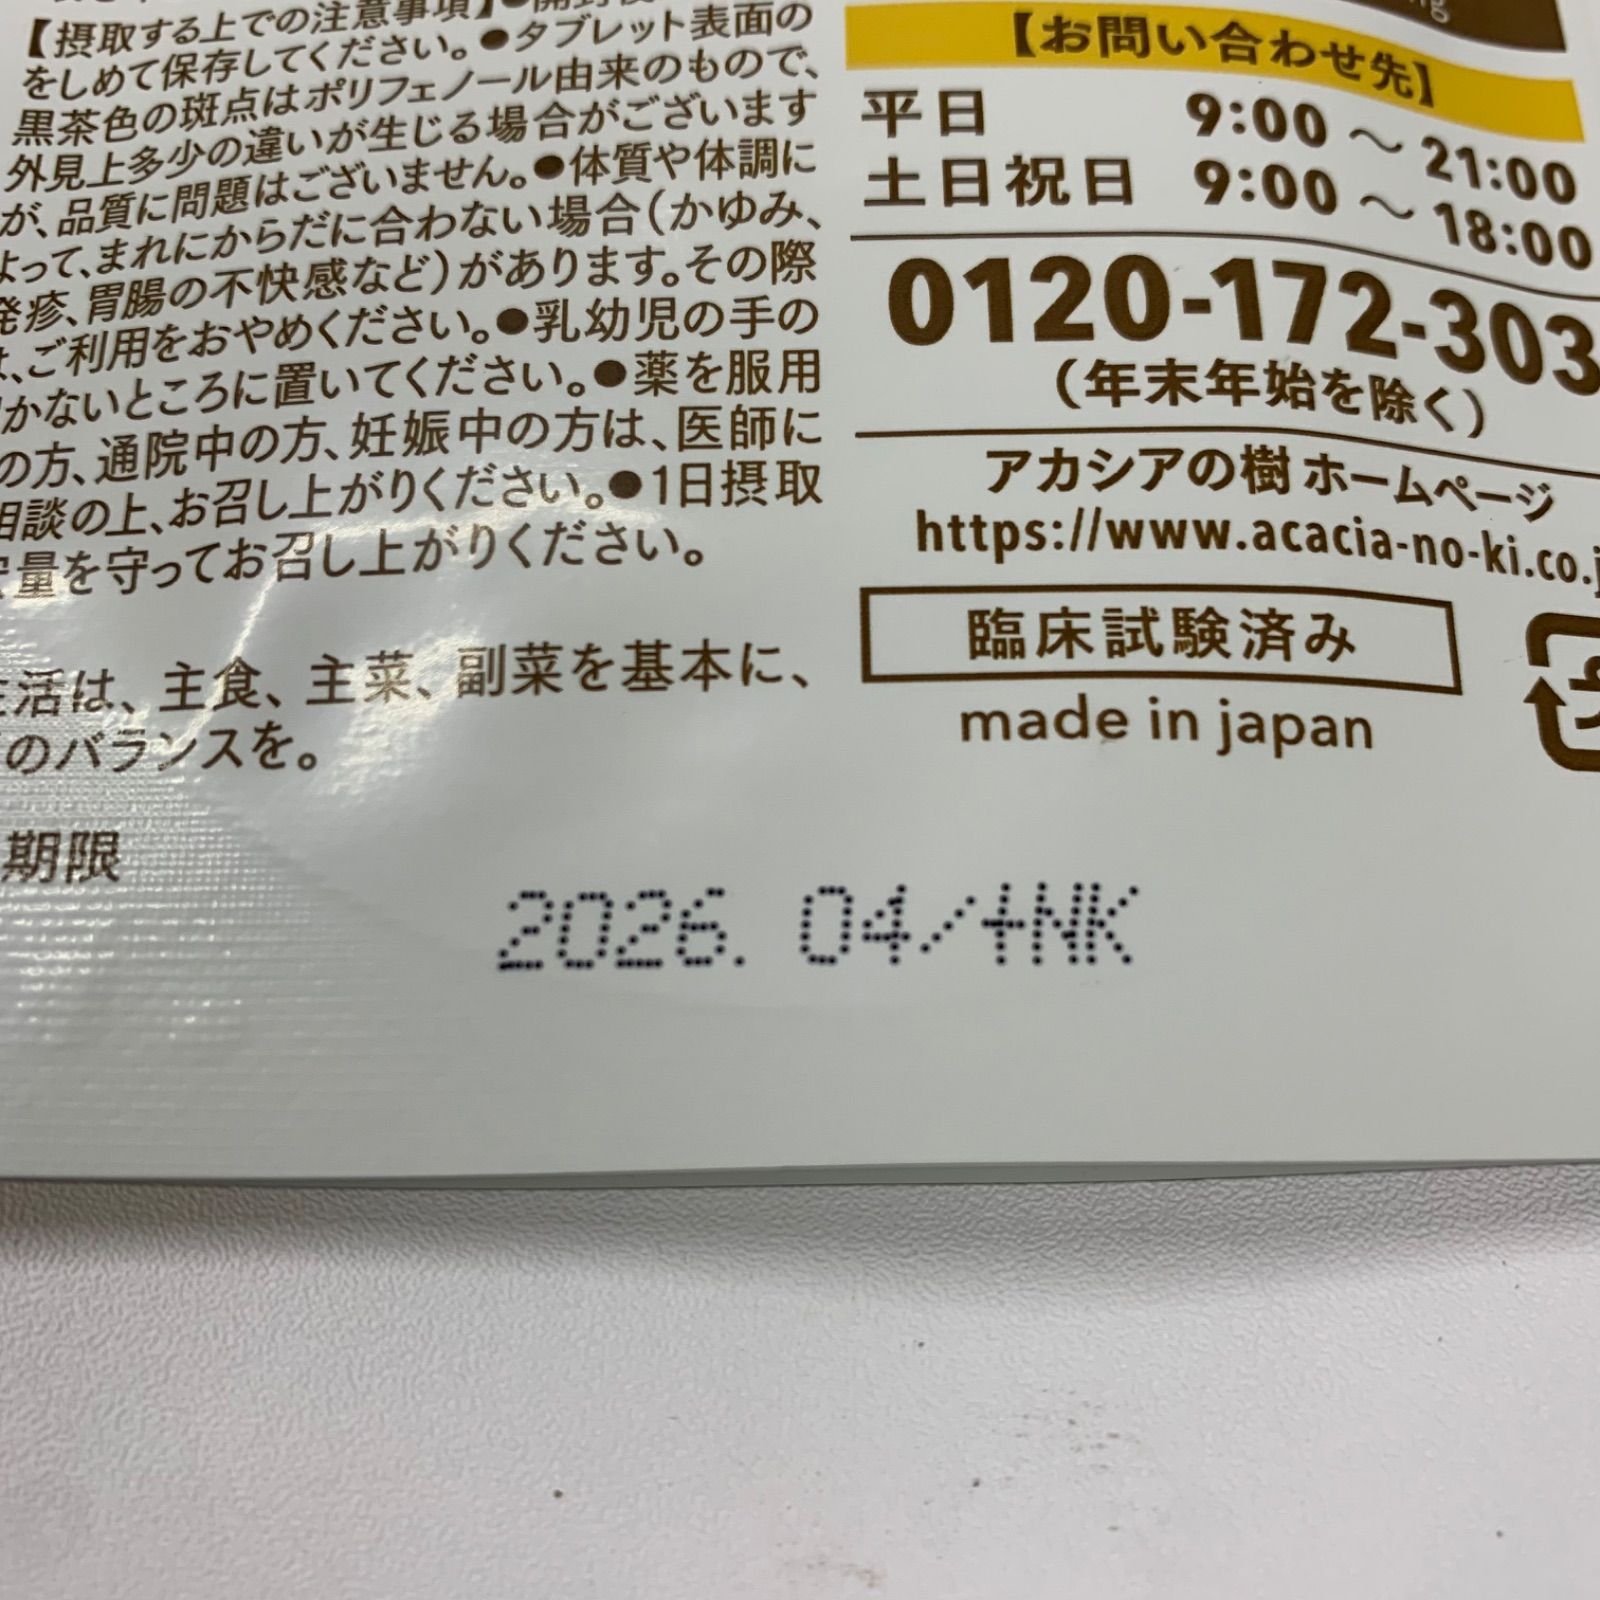 【摂取する上での注意事項】●開封後
をしめて保存してください。●タブレット表面の
黒茶色の斑点はポリフェノール由来のもので、
外見上多少の違いが生じる場合がございます
が、品質に問題はございません。●体質や体調に
よって、まれにからだに合わない場合(かゆみ、
発疹、胃腸の不快感など)があります。その際
は、ご利用をおやめください。●乳幼児の手の
かないところに置いてください。●薬を服用
の方、通院中の方、妊娠中の方は、医師に
相談の上、お召し上がりください。●1日摂取
量を守ってお召し上がりください。
活は、主食、主菜、副菜を基本に、
のバランスを。
期限
2026. 04/+NK
【お問い合わせ先】
平日 9:00 ～ 21:00
土日祝日 9:00 ～ 18:00
0120-172-303
(年末年始を除く)
アカシアの樹 ホームページ
https://www.acacia-no-ki.co.j
臨床試験済み
made in japan